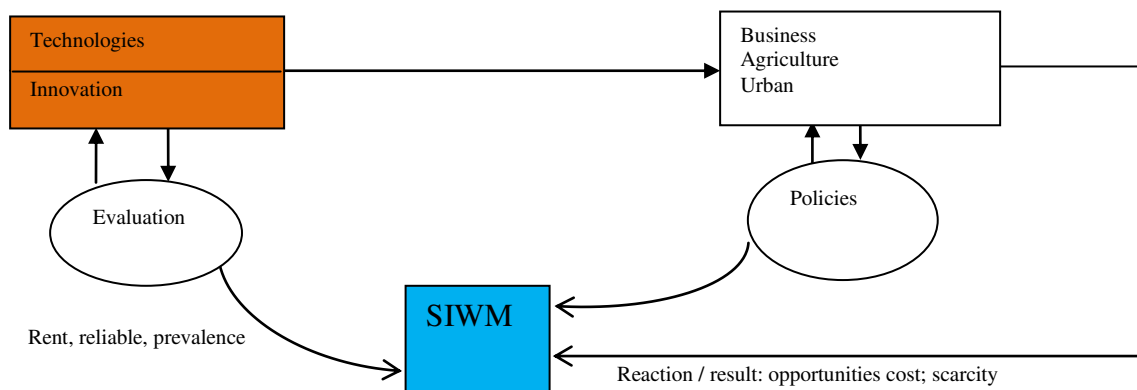 Technologies
Innovation
Business
Agriculture
Urban
Evaluation
Policies
SIWM
Rent, reliable, prevalence
Reaction / result: opportunities cost; scarcity